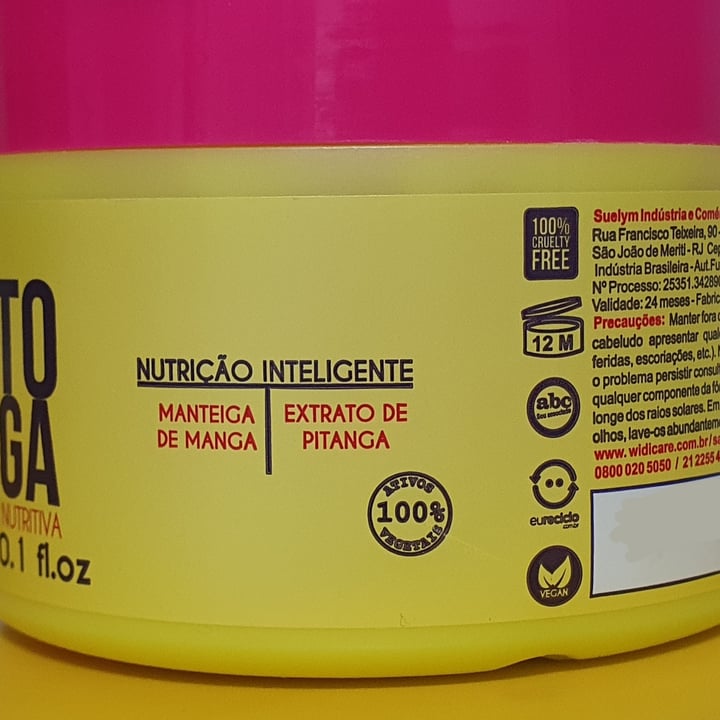 TO
GA
NUTRITIVA
0.1 fl.oz
NUTRIÇÃO INTELIGENTE
MANTEIGA
DE MANGA
EXTRATO DE
PITANGA
ATIVOS
100%
VEGETAIS
100%
CRUELTY
FREE
12 M
abc
Sou associado
eureciclo
.com.br
VEGAN
Suelym Indústria e Comé
Rua Francisco Teixeira, 90 -
São João de Meriti - RJ Cep
Indústria Brasileira - Aut.Fu
Nº Processo: 25351.342890
Validade: 24 meses - Fabric
Precauções: Manter fora d
cabeludo apresentar qual
feridas, escoriações, etc.).
o problema persistir consult
qualquer componente da fó
longe dos raios solares. Em
olhos, lave-os abundanteme
www.widicare.com.br/sa
0800 020 5050 / 21 2255 4